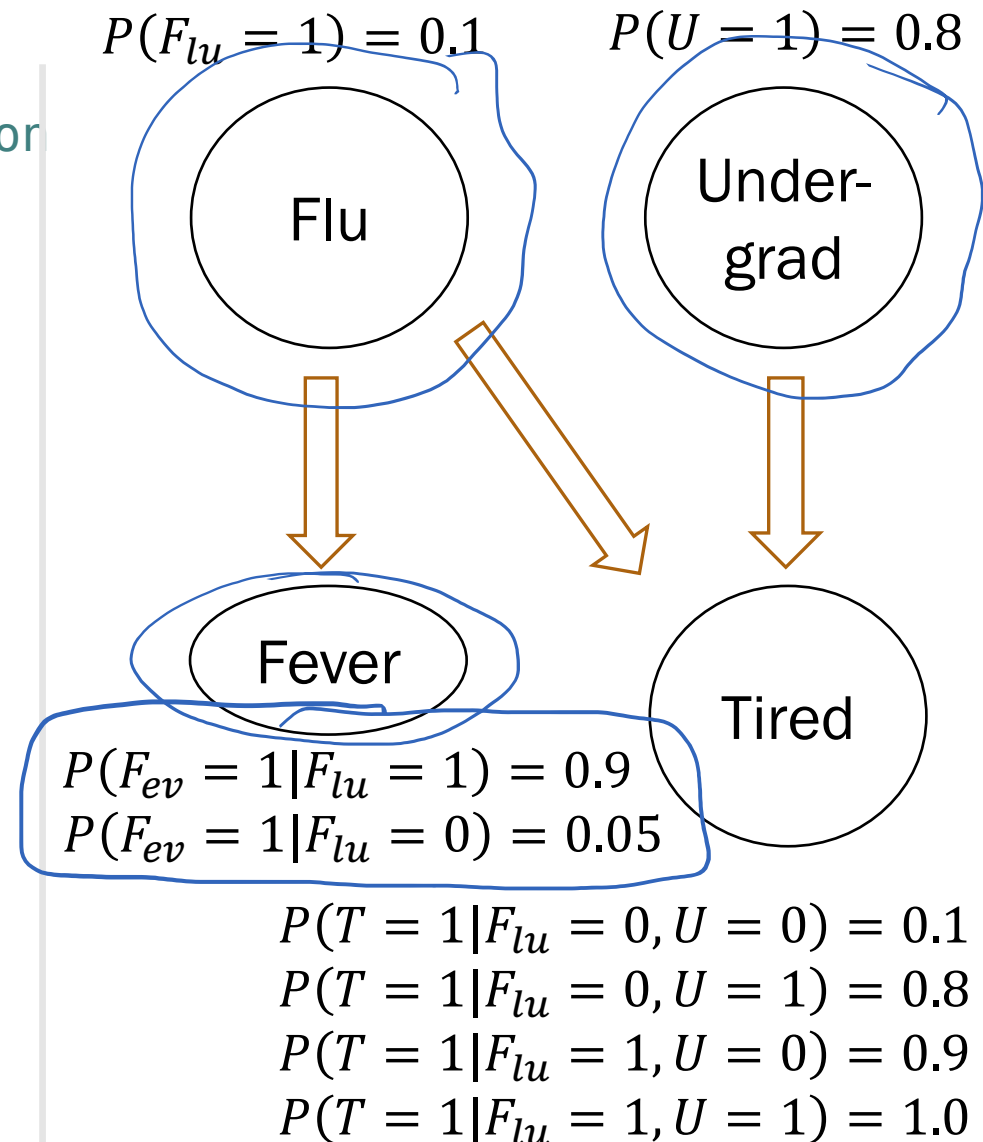 P(F_{lu} = 1) = 0.1
P(U = 1) = 0.8
or
Flu
Under-
grad
Fever
Tired
P(F_{ev} = 1|F_{lu} = 1) = 0.9
P(F_{ev} = 1|F_{lu} = 0) = 0.05
P(T = 1|F_{lu} = 0, U = 0) = 0.1
P(T = 1|F_{lu} = 0, U = 1) = 0.8
P(T = 1|F_{lu} = 1, U = 0) = 0.9
P(T = 1|F_{lu} = 1, U = 1) = 1.0